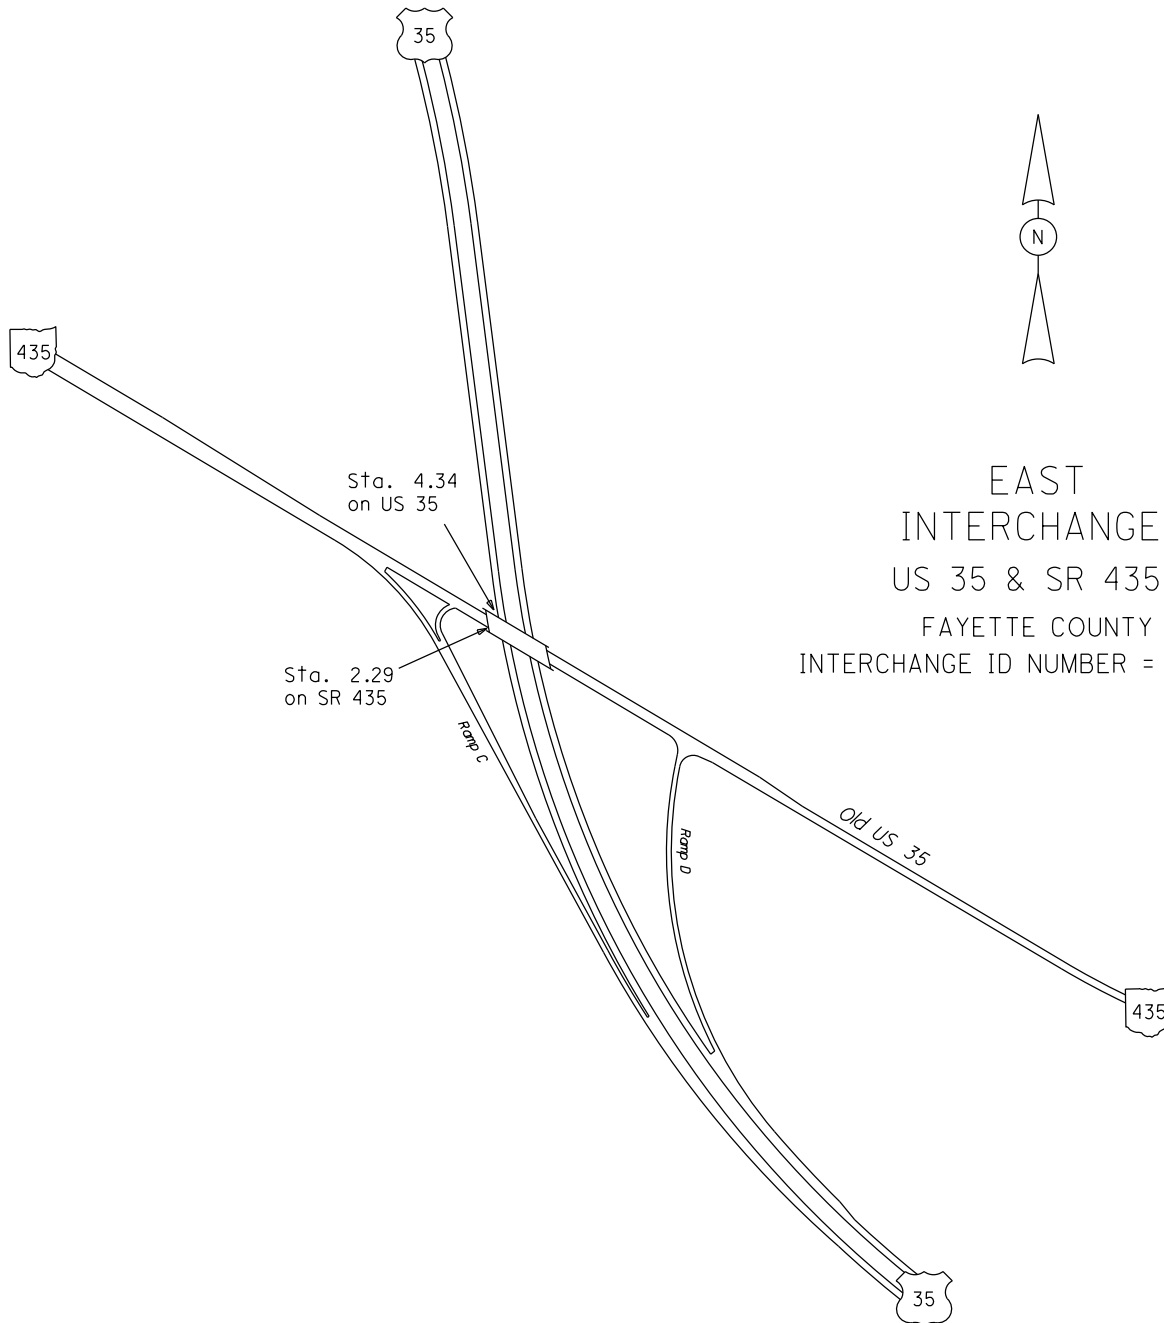 35
N
435
Sta. 4.34
on US 35
EAST
INTERCHANGE
US 35 & SR 435
FAYETTE COUNTY
INTERCHANGE ID NUMBER =
Sta. 2.29
on SR 435
Ramp C
Ramp D
Old US 35
435
35